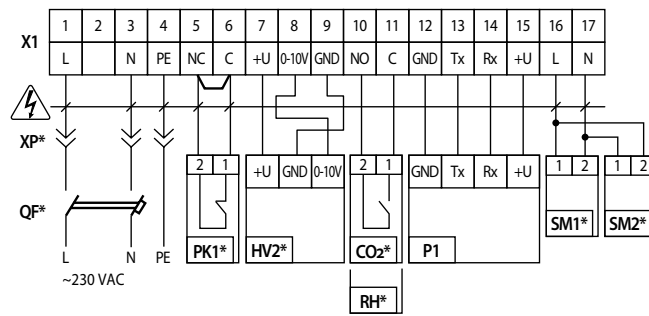 1 2 3 4 5 6 7 8 9 10 11 12 13 14 15 16 17
X1
L N PE NC C +U 0-10V GND NO C GND Tx Rx +U L N
XP*
2 1 +U GND 0-10V 2 1 GND Tx Rx +U 1 2 1 2
QF*
SM1* SM2*
L N PE PK1* HV2* CO2* P1
~230 VAC
RH*